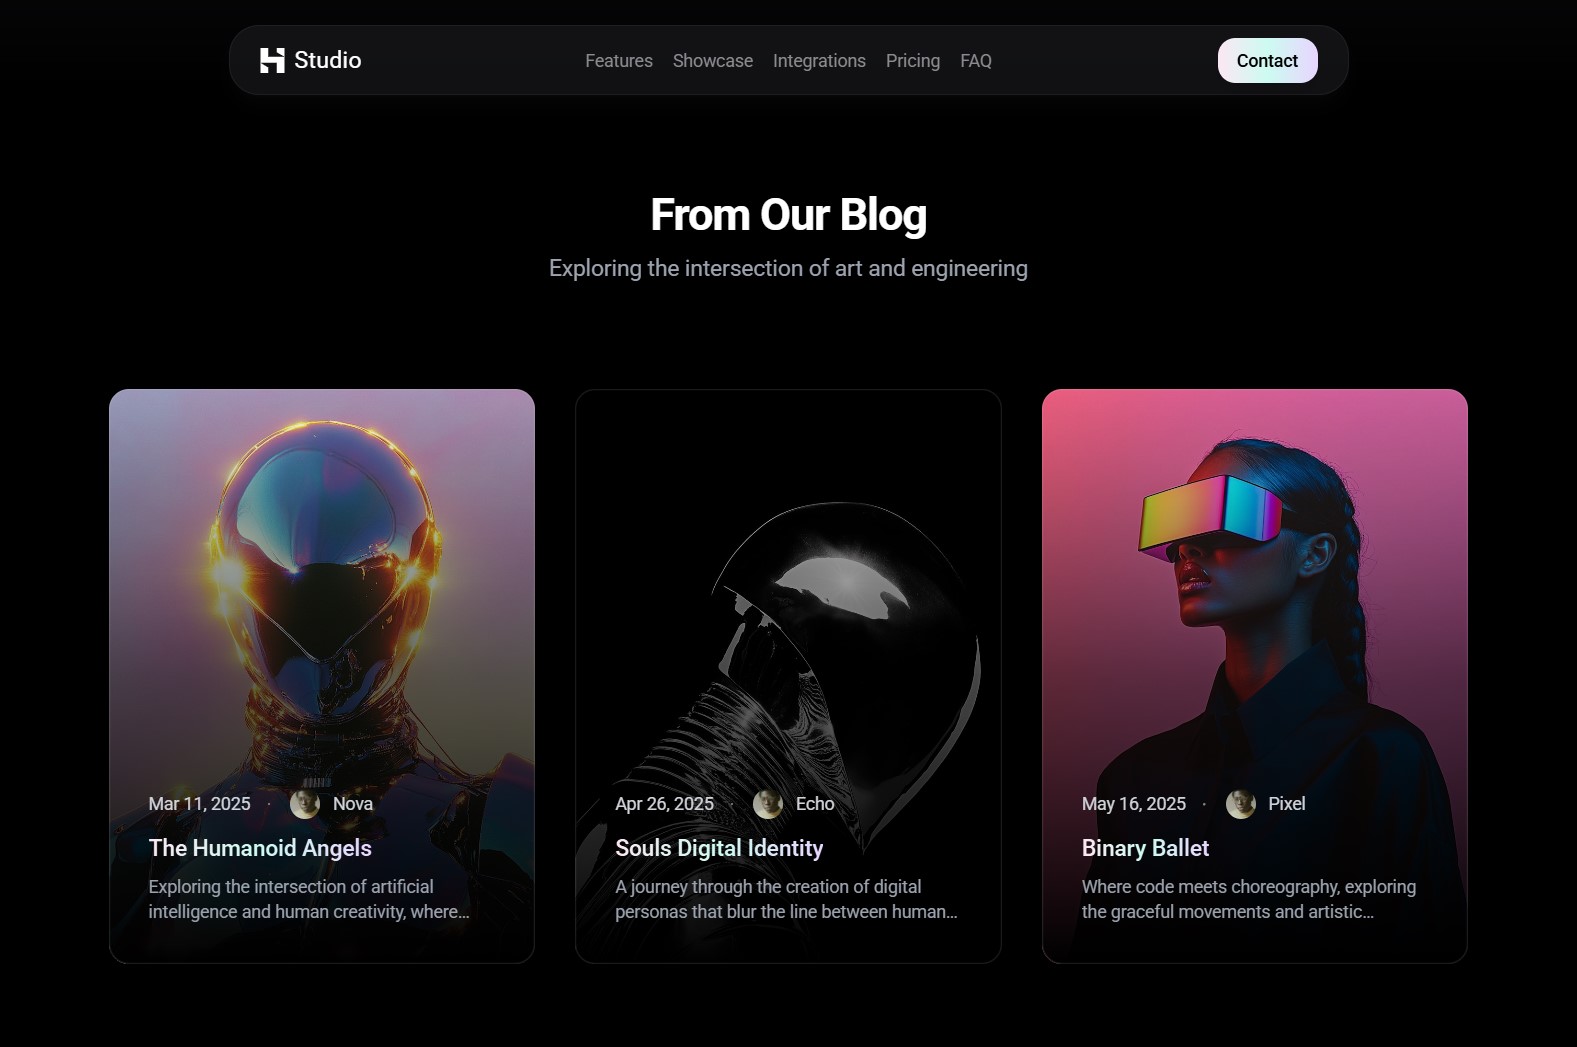 Studio
Features Showcase Integrations Pricing FAQ
Contact
From Our Blog
Exploring the intersection of art and engineering
Mar 11, 2025 · Nova
The Humanoid Angels
Exploring the intersection of artificial
intelligence and human creativity, where...
Apr 26, 2025 · Echo
Souls Digital Identity
A journey through the creation of digital
personas that blur the line between human...
May 16, 2025 · Pixel
Binary Ballet
Where code meets choreography, exploring
the graceful movements and artistic...